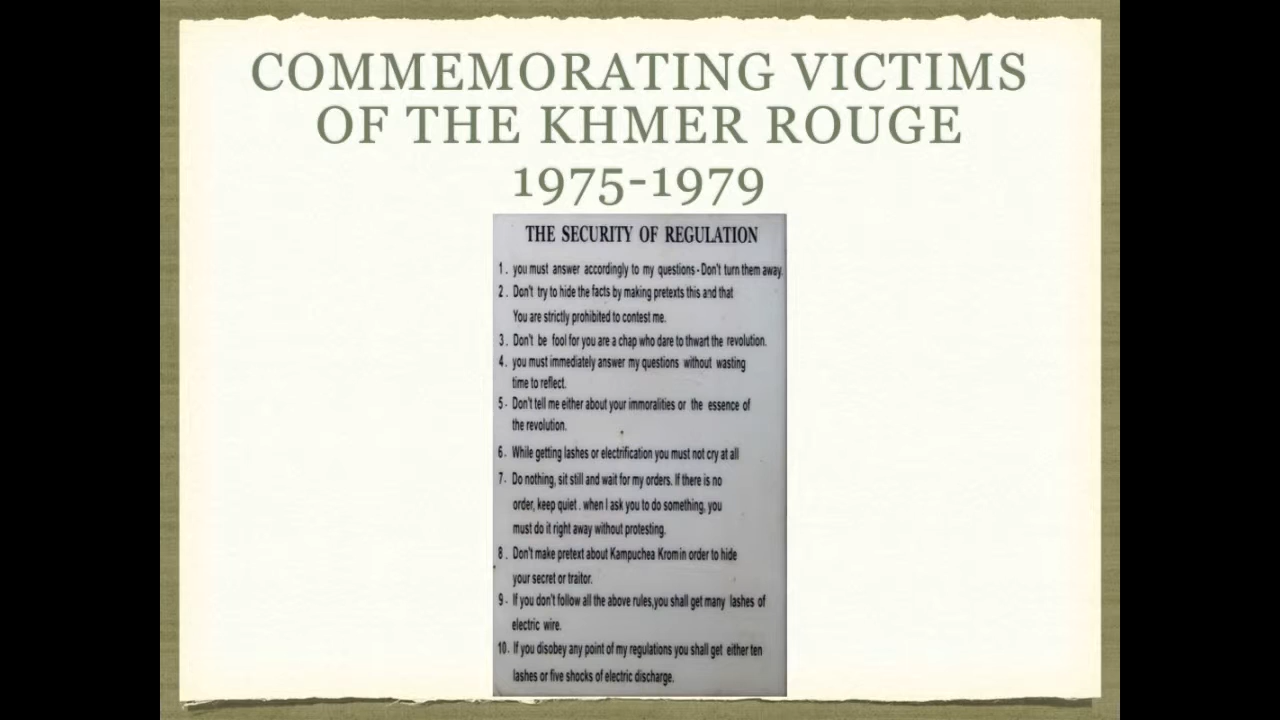 COMMEMORATING VICTIMS
OF THE KHMER ROUGE
1975-1979
THE SECURITY OF REGULATION
1. you must answer accordingly to my questions - Don't turn them away.
2. Don't try to hide the facts by making pretexts this and that
You are strictly prohibited to contest me.
3. Don't be fool for you are a chap who dare to thwart the revolution.
4. you must immediately answer my questions without wasting
time to reflect.
5- Don't tell me either about your immoralities or the essence of
the revolution.
6- While getting lashes or electrification you must not cry at all
7- Do nothing, sit still and wait for my orders. If there is no
order, keep quiet. when I ask you to do something, you
must do it right away without protesting.
8. Don't make pretext about Kampuchea Krom in order to hide
your secret or traitor.
9- If you don't follow all the above rules, you shall get many lashes of
electric wire.
10. If you disobey any point of my regulations you shall get either ten
lashes or five shocks of electric discharge.